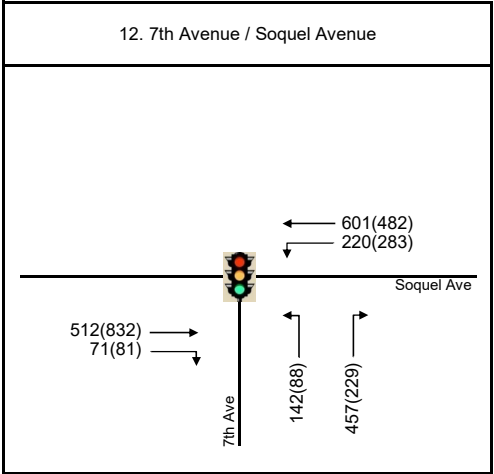 12. 7th Avenue / Soquel Avenue
601(482)
220(283)
Soquel Ave
512(832)
71(81)
7th Ave
142(88)
457(229)